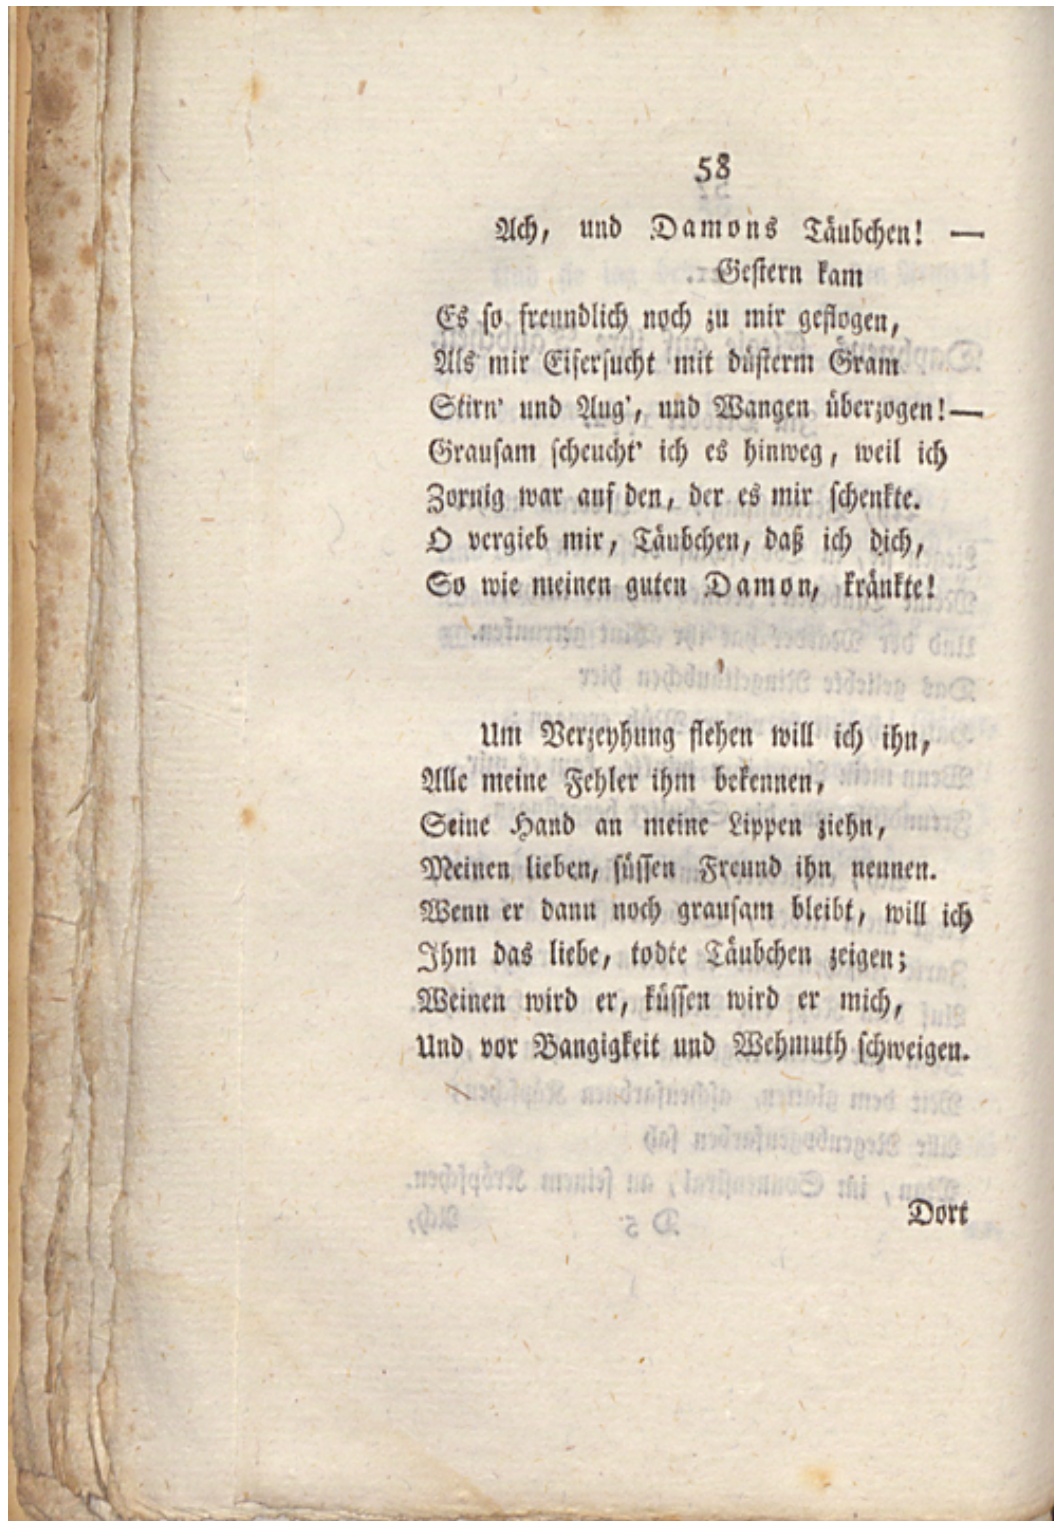 58
Ach, und Damons Täubchen! —
Gestern kam
Es so freundlich noch zu mir geflogen,
Als mir Eifersucht mit düsterm Gram
Stirn' und Aug', und Wangen überzogen! —
Grausam scheucht' ich es hinweg, weil ich
Zornig war auf den, der es mir schenkte.
O vergieb mir, Täubchen, daß ich dich,
So wie meinen guten Damon, kränkte!
Um Verzeyhung flehen will ich ihn,
Alle meine Fehler ihm bekennen,
Seine Hand an meine Lippen ziehn,
Meinen lieben, süssen Freund ihn nennen.
Wenn er dann noch grausam bleibt, will ich
Ihm das liebe, todte Täubchen zeigen;
Weinen wird er, küssen wird er mich,
Und vor Bangigkeit und Wehmuth schweigen.
Dort